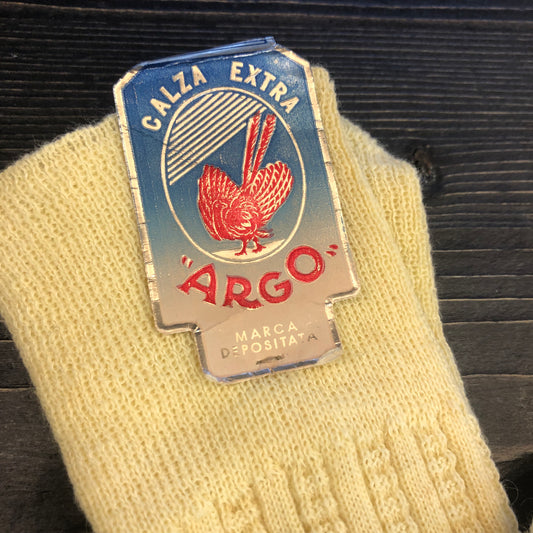 CALZA EXTRA
"ARGO"
MARCA
DEPOSITATA